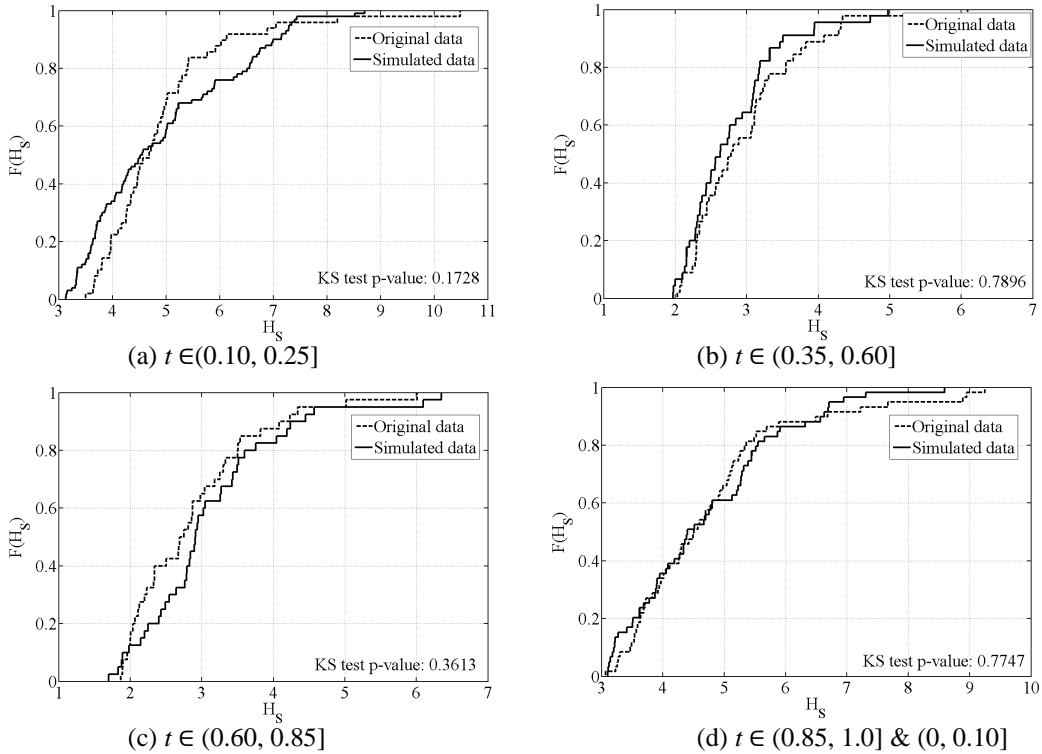 1
0.8
0.6
0.4
0.2
0
F(H_S)
Original data
Simulated data
KS test p-value: 0.1728
3 4 5 6 7 8 9 10 11
H_S
(a) t ∈(0.10, 0.25]
1
0.8
0.6
0.4
0.2
0
F(H_S)
Original data
Simulated data
KS test p-value: 0.7896
1 2 3 4 5 6 7
H_S
(b) t ∈ (0.35, 0.60]
1
0.8
0.6
0.4
0.2
0
F(H_S)
Original data
Simulated data
KS test p-value: 0.3613
1 2 3 4 5 6 7
H_S
(c) t ∈ (0.60, 0.85]
1
0.8
0.6
0.4
0.2
0
F(H_S)
Original data
Simulated data
KS test p-value: 0.7747
3 4 5 6 7 8 9 10
H_S
(d) t ∈ (0.85, 1.0] & (0, 0.10]